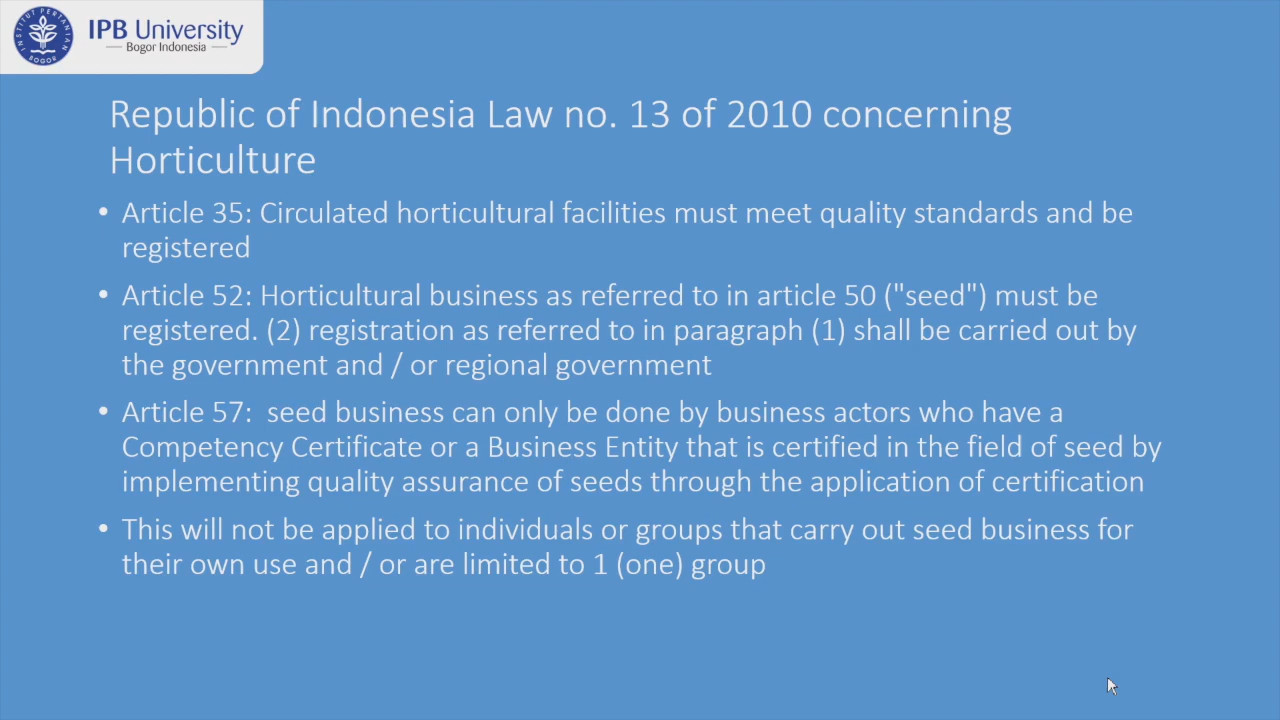 INSTITUT PERTANIAN
BOGOR
IPB University
Bogor Indonesia
Republic of Indonesia Law no. 13 of 2010 concerning
Horticulture
• Article 35: Circulated horticultural facilities must meet quality standards and be
registered
• Article 52: Horticultural business as referred to in article 50 ("seed") must be
registered. (2) registration as referred to in paragraph (1) shall be carried out by
the government and / or regional government
• Article 57:  seed business can only be done by business actors who have a
Competency Certificate or a Business Entity that is certified in the field of seed by
implementing quality assurance of seeds through the application of certification
• This will not be applied to individuals or groups that carry out seed business for
their own use and / or are limited to 1 (one) group